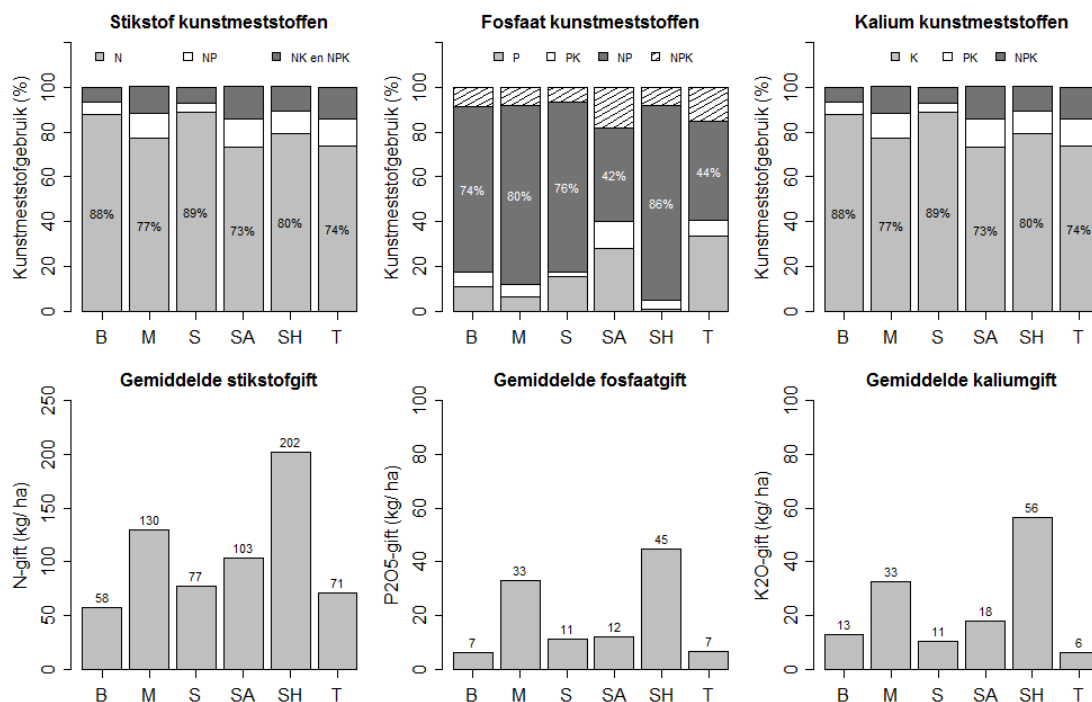 Stikstof kunstmeststoffen
N NP NK en NPK
Kunstmestofgebruik (%)
0 20 40 60 80 100
88% 77% 89% 73% 80% 74%
B M S SA SH T
Fosfaat kunstmeststoffen
P PK NP NPK
Kunstmestofgebruik (%)
0 20 40 60 80 100
74% 80% 76% 42% 86% 44%
B M S SA SH T
Kalium kunstmeststoffen
K PK NPK
Kunstmestofgebruik (%)
0 20 40 60 80 100
88% 77% 89% 73% 80% 74%
B M S SA SH T
Gemiddelde stikstofgift
N-gift (kg/ ha)
0 50 100 150 200 250
58 130 77 103 202 71
B M S SA SH T
Gemiddelde fosfaatgift
P2O5-gift (kg/ ha)
0 20 40 60 80 100
7 33 11 12 45 7
B M S SA SH T
Gemiddelde kaliumgift
K2O-gift (kg/ ha)
0 20 40 60 80 100
13 33 11 18 56 6
B M S SA SH T